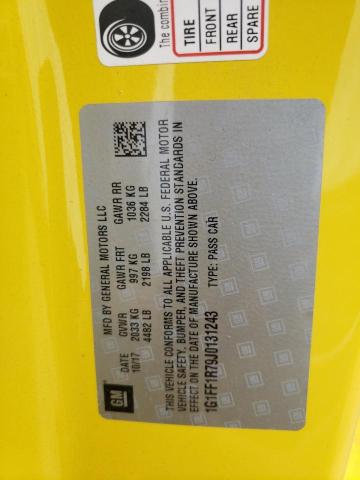 The combin
TIRE
FRONT
REAR
SPARE
MFD BY GENERAL MOTORS LLC
DATE GVWR GAWR FRT GAWR RR
10/17 2033 KG 997 KG 1036 KG
4482 LB 2198 LB 2284 LB
GM
THIS VEHICLE CONFORMS TO ALL APPLICABLE U.S. FEDERAL MOTOR
VEHICLE SAFETY, BUMPER, AND THEFT PREVENTION STANDARDS IN
EFFECT ON THE DATE OF MANUFACTURE SHOWN ABOVE.
1G1FF1R79J0131243 TYPE: PASS CAR